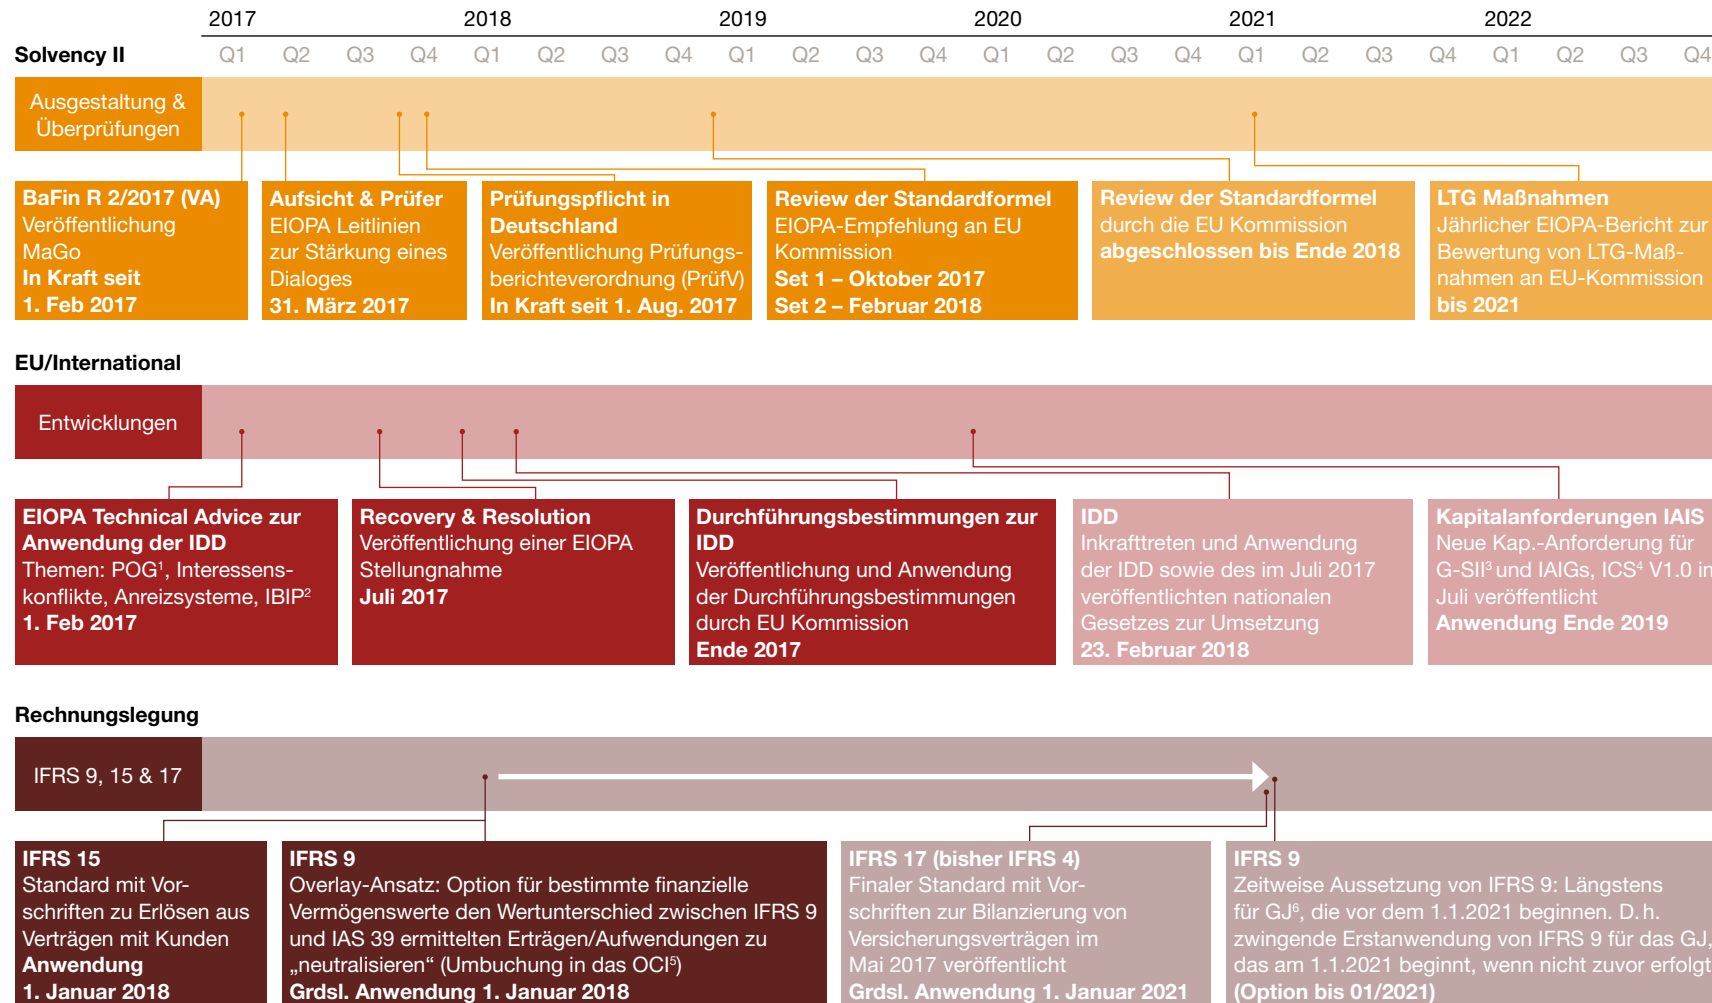 2017 2018 2019 2020 2021 2022
Solvency II Q1 Q2 Q3 Q4 Q1 Q2 Q3 Q4 Q1 Q2 Q3 Q4 Q1 Q2 Q3 Q4 Q1 Q2 Q3 Q4 Q1 Q2 Q3 Q4
Ausgestaltung &
Überprüfungen
BaFin R 2/2017 (VA)
Veröffentlichung
MaGo
In Kraft seit
1. Feb 2017
Aufsicht & Prüfer
EIOPA Leitlinien
zur Stärkung eines
Dialoges
31. März 2017
Prüfungspflicht in
Deutschland
Veröffentlichung Prüfungs-
berichteverordnung (PrüfV)
In Kraft seit 1. Aug. 2017
Review der Standardformel
EIOPA-Empfehlung an EU
Kommission
Set 1 – Oktober 2017
Set 2 – Februar 2018
Review der Standardformel
durch die EU Kommission
abgeschlossen bis Ende 2018
LTG Maßnahmen
Jährlicher EIOPA-Bericht zur
Bewertung von LTG-Maß-
nahmen an EU-Kommission
bis 2021
EU/International
Entwicklungen
EIOPA Technical Advice zur
Anwendung der IDD
Themen: POG¹, Interessens-
konflikte, Anreizsysteme, IBIP²
1. Feb 2017
Recovery & Resolution
Veröffentlichung einer EIOPA
Stellungnahme
Juli 2017
Durchführungsbestimmungen zur
IDD
Veröffentlichung und Anwendung
der Durchführungsbestimmungen
durch EU Kommission
Ende 2017
IDD
Inkrafttreten und Anwendung
der IDD sowie des im Juli 2017
veröffentlichten nationalen
Gesetzes zur Umsetzung
23. Februar 2018
Kapitalanforderungen IAIS
Neue Kap.-Anforderung für
G-SII³ und IAIGs, ICS⁴ V1.0 in
Juli veröffentlicht
Anwendung Ende 2019
Rechnungslegung
IFRS 9, 15 & 17
IFRS 15
Standard mit Vor-
schriften zu Erlösen aus
Verträgen mit Kunden
Anwendung
1. Januar 2018
IFRS 9
Overlay-Ansatz: Option für bestimmte finanzielle
Vermögenswerte den Wertunterschied zwischen IFRS 9
und IAS 39 ermittelten Erträgen/Aufwendungen zu
„neutralisieren“ (Umbuchung in das OCI⁵)
Grdsl. Anwendung 1. Januar 2018
IFRS 17 (bisher IFRS 4)
Finaler Standard mit Vor-
schriften zur Bilanzierung von
Versicherungsverträgen im
Mai 2017 veröffentlicht
Grdsl. Anwendung 1. Januar 2021
IFRS 9
Zeitweise Aussetzung von IFRS 9: Längstens
für GJ⁶, die vor dem 1.1.2021 beginnen. D. h.
zwingende Erstanwendung von IFRS 9 für das GJ,
das am 1.1.2021 beginnt, wenn nicht zuvor erfolgt
(Option bis 01/2021)